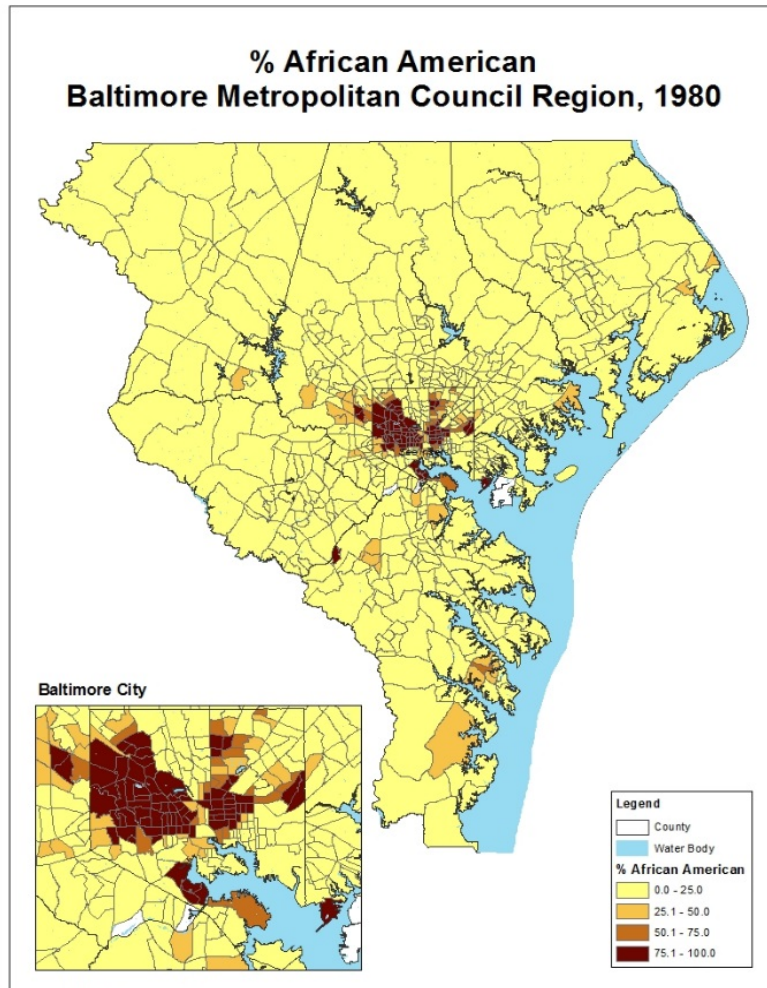 % African American
Baltimore Metropolitan Council Region, 1980
Baltimore City
Legend
County
Water Body
% African American
0.0 - 25.0
25.1 - 50.0
50.1 - 75.0
75.1 - 100.0